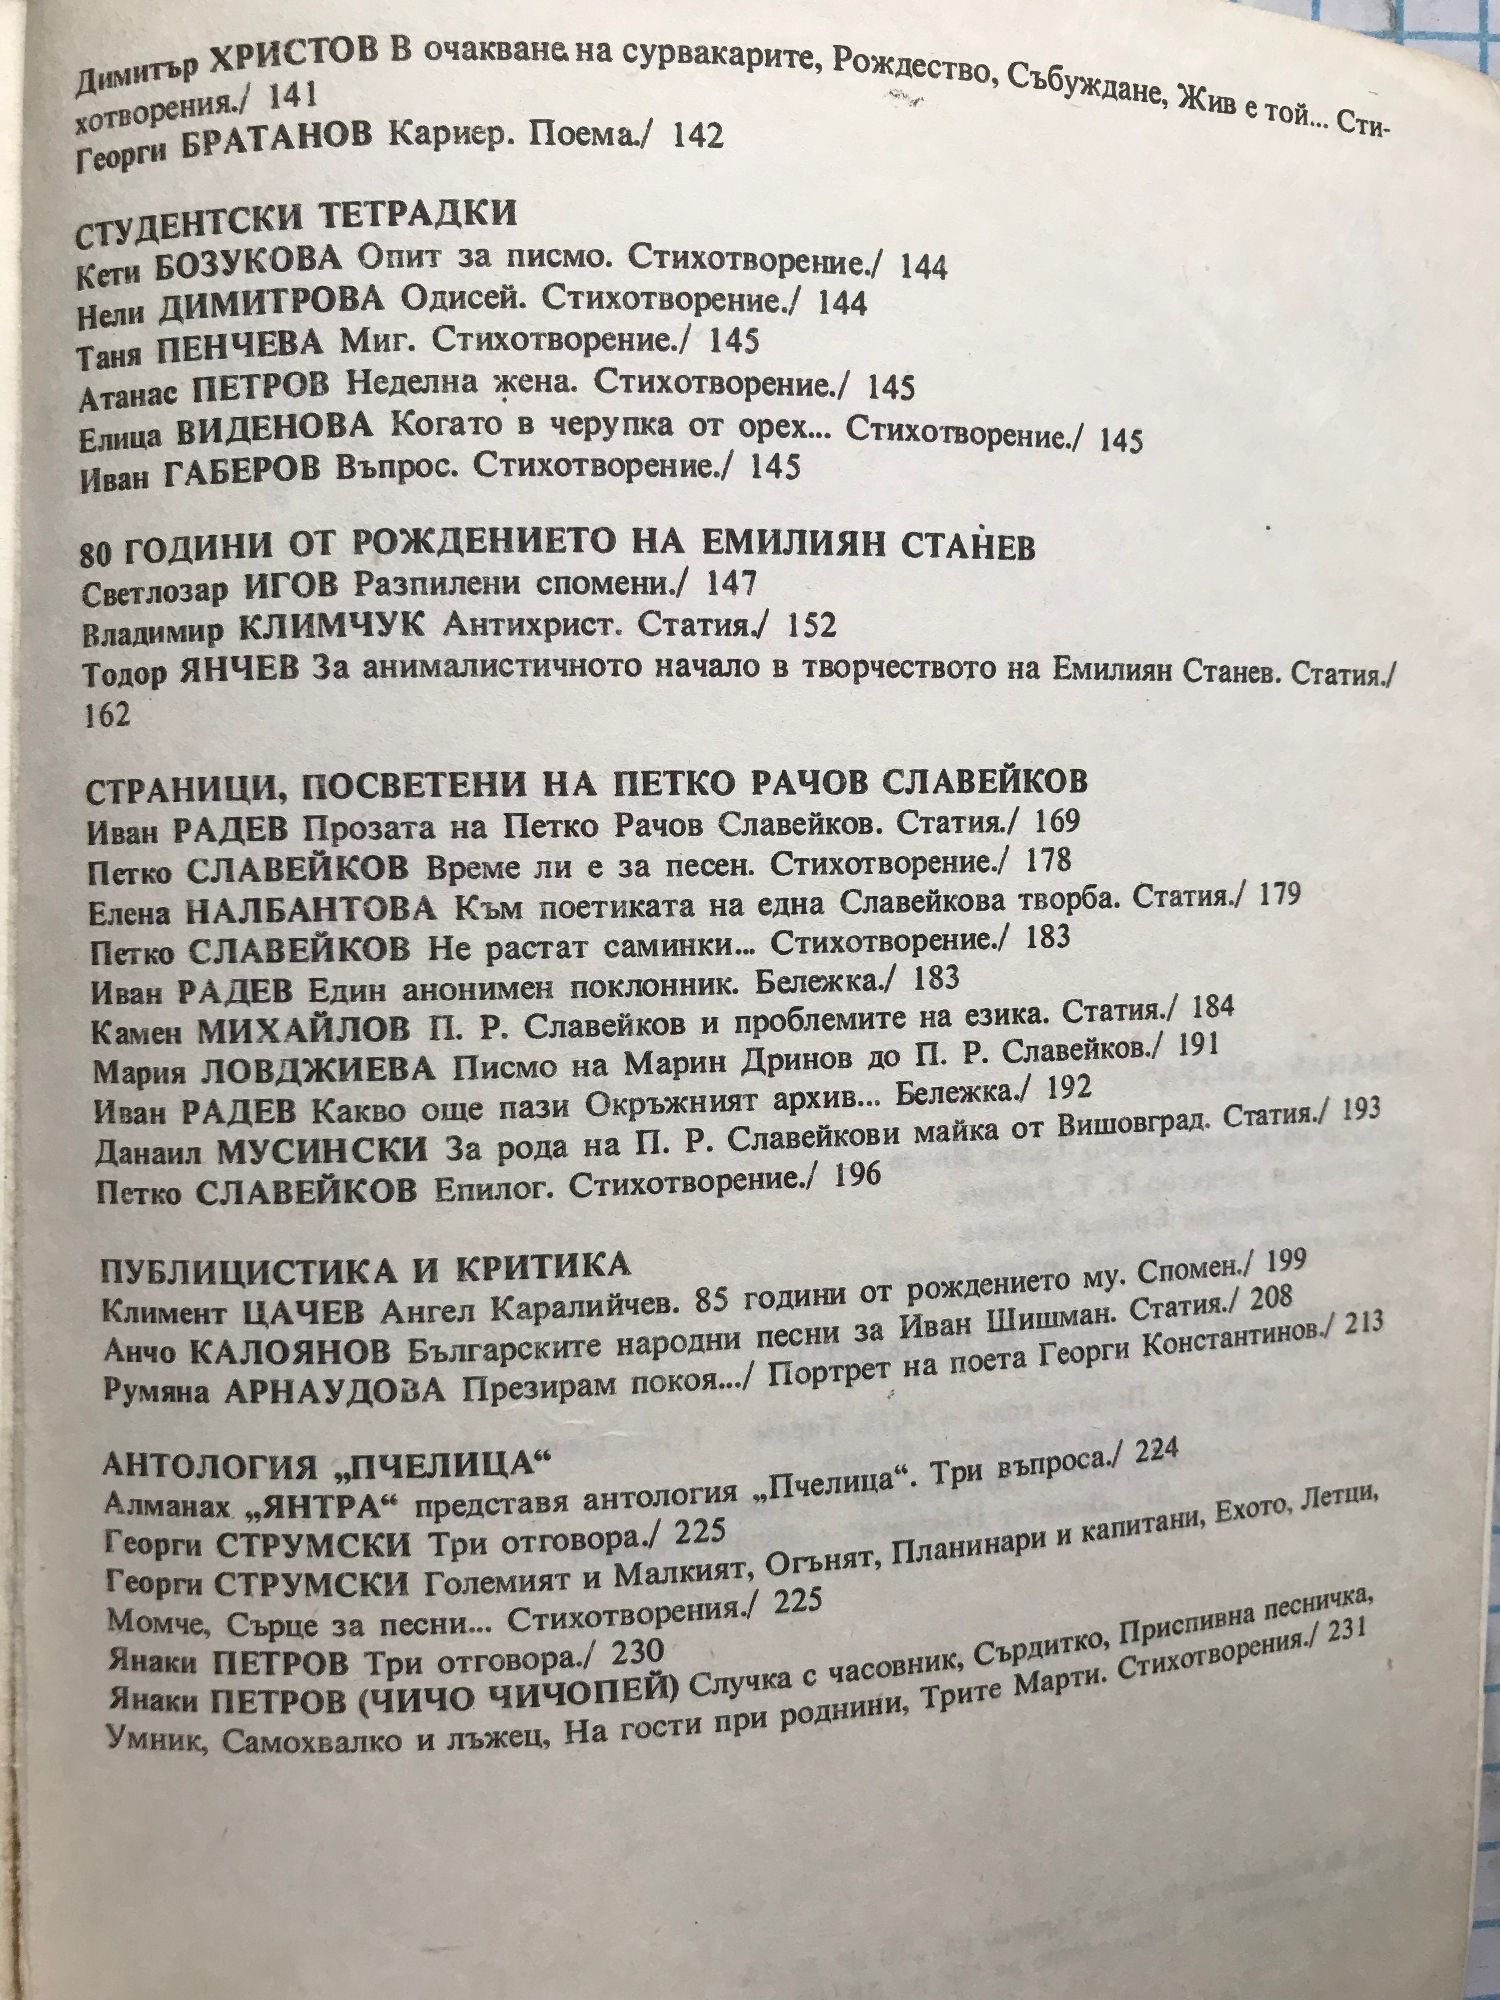 Димитър ХРИСТОВ В очакване на сурвакарите, Рождество, Събуждане, Жив е той... Сти-
хотворения./ 141
Георги БРАТАНОВ Кариер. Поема./ 142
СТУДЕНТСКИ ТЕТРАДКИ
Кети БОЗУКОВА Опит за писмо. Стихотворение./ 144
Нели ДИМИТРОВА Одисей. Стихотворение./ 144
Таня ПЕНЧЕВА Миг. Стихотворение./ 145
Атанас ПЕТРОВ Неделна жена. Стихотворение./ 145
Елица ВИДЕНОВА Когато в черупка от орех... Стихотворение./ 145
Иван ГАБЕРОВ Въпрос. Стихотворение./ 145
80 ГОДИНИ ОТ РОЖДЕНИЕТО НА ЕМИЛИЯН СТАНЕВ
Светлозар ИГОВ Разпилени спомени./ 147
Владимир КЛИМЧУК Антихрист. Статия./ 152
Тодор ЯНЧЕВ За анималистичното начало в творчеството на Емилиян Станев. Статия./
162
СТРАНИЦИ, ПОСВЕТЕНИ НА ПЕТКО РАЧОВ СЛАВЕЙКОВ
Иван РАДЕВ Прозата на Петко Рачов Славейков. Статия./ 169
Петко СЛАВЕЙКОВ Време ли е за песен. Стихотворение./ 178
Елена НАЛБАНТОВА Към поетиката на една Славейкова творба. Статия./ 179
Петко СЛАВЕЙКОВ Не растат саминки... Стихотворение./ 183
Иван РАДЕВ Един анонимен поклонник. Бележка./ 183
Камен МИХАЙЛОВ П. Р. Славейков и проблемите на езика. Статия./ 184
Мария ЛОВДЖИЕВА Писмо на Марин Дринов до П. Р. Славейков./ 191
Иван РАДЕВ Какво още пази Окръжният архив... Бележка./ 192
Данаил МУСИНСКИ За рода на П. Р. Славейкови майка от Вишовград. Статия./ 193
Петко СЛАВЕЙКОВ Епилог. Стихотворение./ 196
ПУБЛИЦИСТИКА И КРИТИКА
Климент ЦАЧЕВ Ангел Каралийчев. 85 години от рождението му. Спомен./ 199
Анчо КАЛОЯНОВ Българските народни песни за Иван Шишман. Статия./ 208
Румяна АРНАУДОВА Презирам покоя.../ Портрет на поета Георги Константинов./ 213
АНТОЛОГИЯ „ПЧЕЛИЦА“
Алманах „ЯНТРА“ представя антология „Пчелица“. Три въпроса./ 224
Георги СТРУМСКИ Три отговора./ 225
Георги СТРУМСКИ Големият и Малкият, Огънят, Планинари и капитани, Ехото, Летци,
Момче, Сърце за песни... Стихотворения./ 225
Янаки ПЕТРОВ Три отговора./ 230
Янаки ПЕТРОВ (ЧИЧО ЧИЧОПЕЙ) Случка с часовник, Сърдитко, Приспивна песничка,
Умник, Самохвалко и лъжец, На гости при роднини, Трите Марти. Стихотворения./ 231